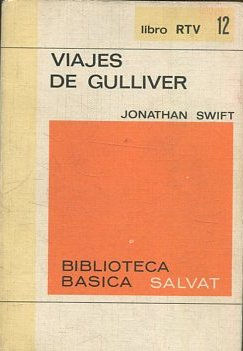 libro RTV 12
VIAJES
DE GULLIVER
JONATHAN SWIFT
BIBLIOTECA
BASICA SALVAT